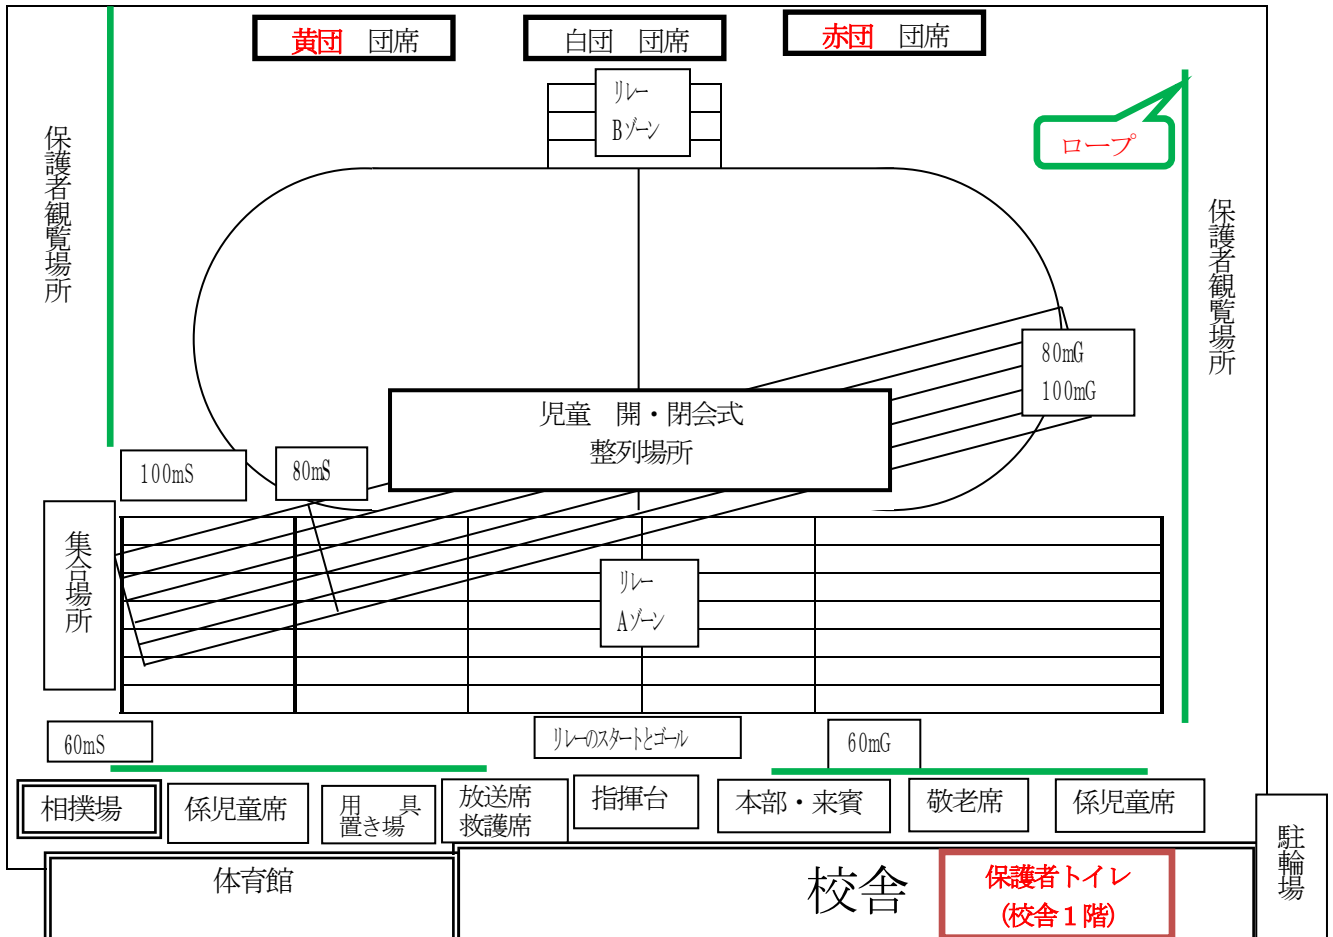 黄団　団席
白団　団席
赤団　団席
リレー
Bゾーン
ロープ
保護者観覧場所
保護者観覧場所
80mG
100mG
児童　開・閉会式
整列場所
100mS
80mS
集合場所
リレー
Aゾーン
60mS
リレーのスタートとゴール
60mG
相撲場
係児童席
用　具
置き場
放送席
救護席
指揮台
本部・来賓
敬老席
係児童席
駐輪場
体育館
校舎
保護者トイレ
(校舎１階)